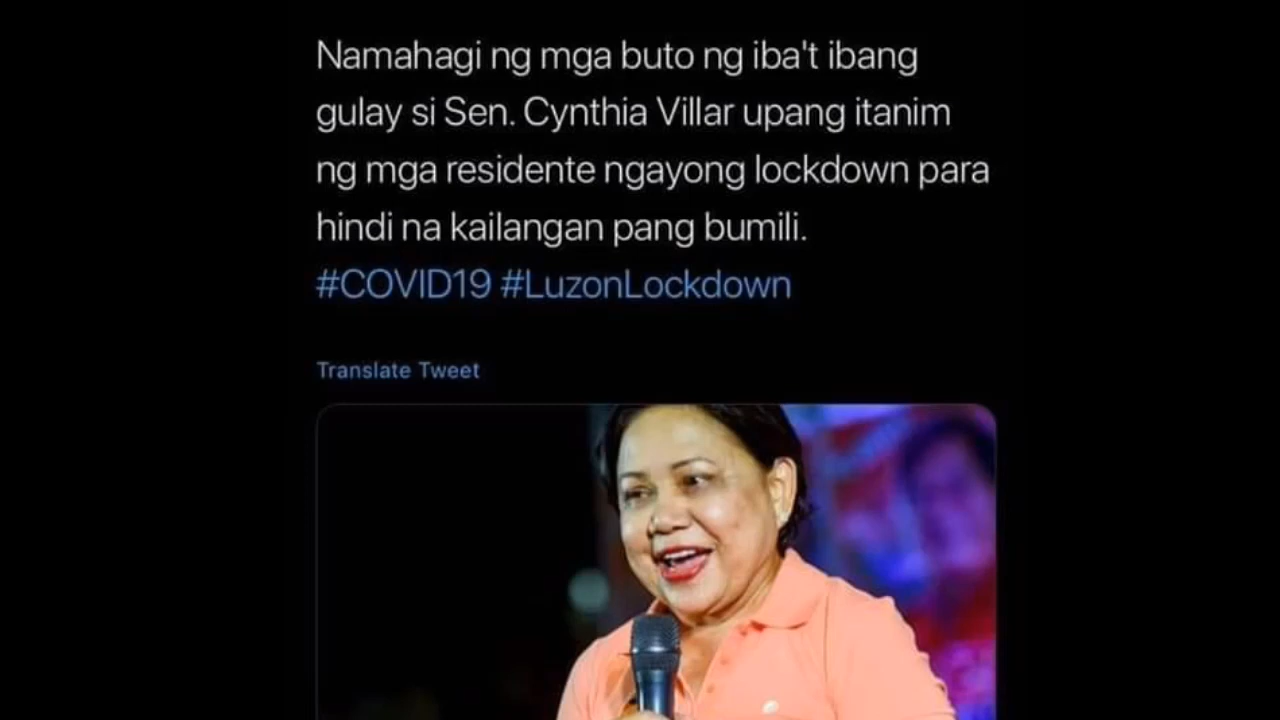 Namahagi ng mga buto ng iba't ibang
gulay si Sen. Cynthia Villar upang itanim
ng mga residente ngayong lockdown para
hindi na kailangan pang bumili.
#COVID19 #LuzonLockdown
Translate Tweet